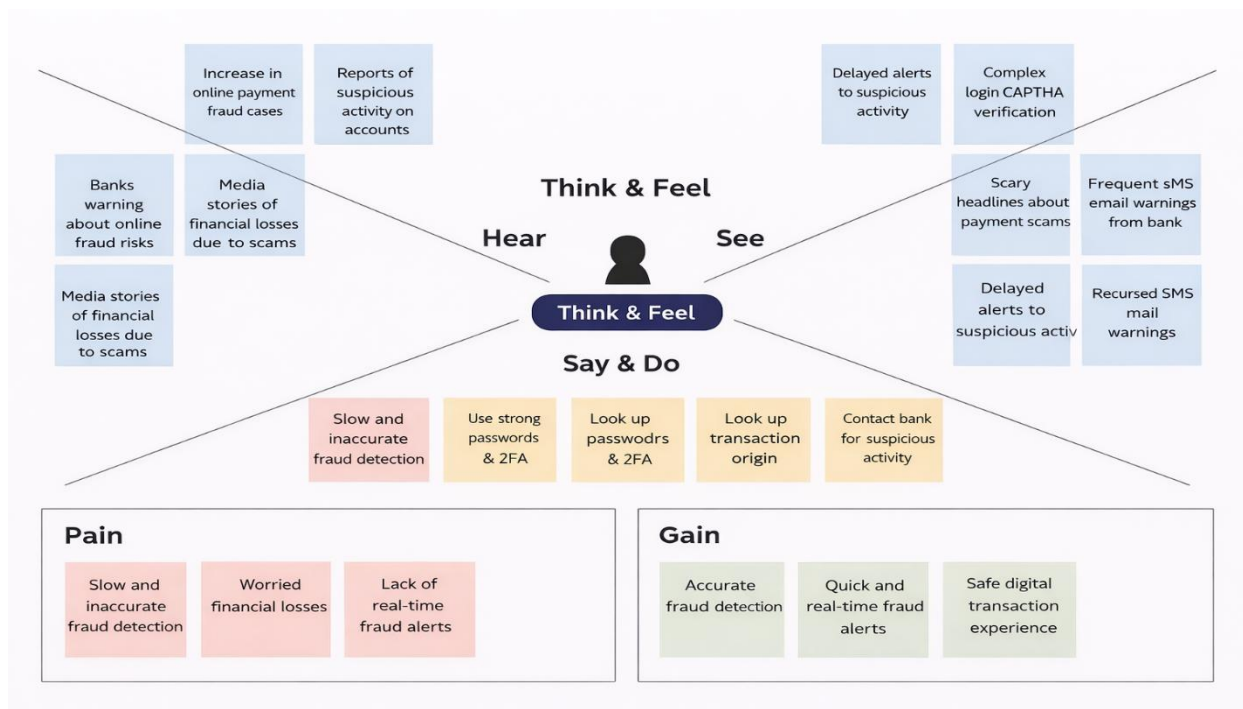 Increase in
online payment
fraud cases
Reports of
suspicious
activity on
accounts
Banks
warning
about online
fraud risks
Media
stories of
financial losses
due to scams
Media stories
of financial
losses due
to scams
Think & Feel
Hear
See
Think & Feel
Say & Do
Delayed alerts
to suspicious
activity
Complex
login CAPTHA
verification
Scary
headlines about
payment scams
Frequent sMS
email warnings
from bank
Delayed
alerts to
suspicious activ
Recursed SMS
mail
warnings
Slow and
inaccurate
fraud detection
Use strong
passwords
& 2FA
Look up
passwodrs
& 2FA
Look up
transaction
origin
Contact bank
for suspicious
activity
Pain
Slow and
inaccurate
fraud detection
Worried
financial losses
Lack of
real-time
fraud alerts
Gain
Accurate
fraud detection
Quick and
real-time fraud
alerts
Safe digital
transaction
experience